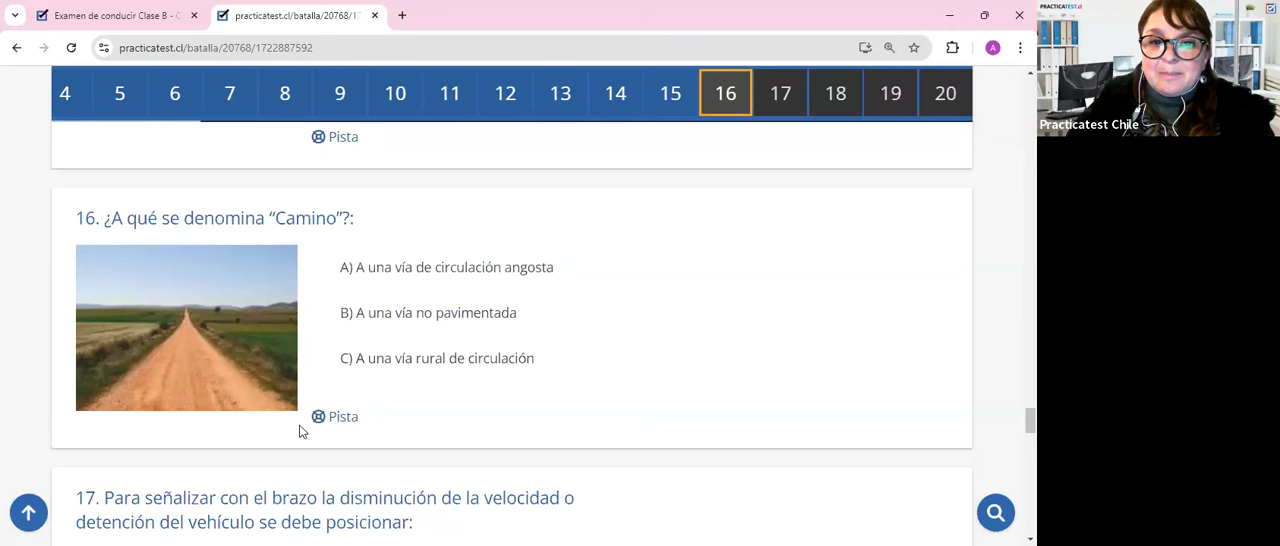 Examen de conducir Clase B - C
practicatest.cl/batalla/20768/17
practicatest.cl/batalla/20768/1722887592
A
PRACTICATEST.CL
Practicatest Chile
4 5 6 7 8 9 10 11 12 13 14 15 16 17 18 19 20
Pista
16. ¿A qué se denomina “Camino”?:
A) A una vía de circulación angosta
B) A una vía no pavimentada
C) A una vía rural de circulación
Pista
17. Para señalizar con el brazo la disminución de la velocidad o
detención del vehículo se debe posicionar: